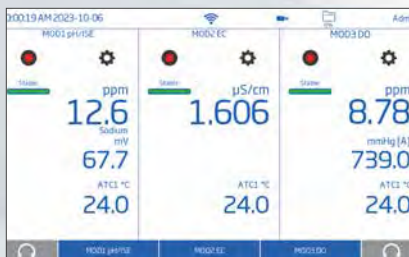 0:00:19 AM 2023-10-06
Adm
MOD1 pH/ISE
MOD2 EC
MOD3 DO
Stable
Stable
Stable
ppm
µS/cm
ppm
12.6
1.606
8.78
Sodium
mV
mmHg (A)
67.7
739.0
ATC1 °C
ATC1 °C
ATC1 °C
24.0
24.0
24.0
MOD1 pH/ISE
MOD2 EC
MOD3 DO